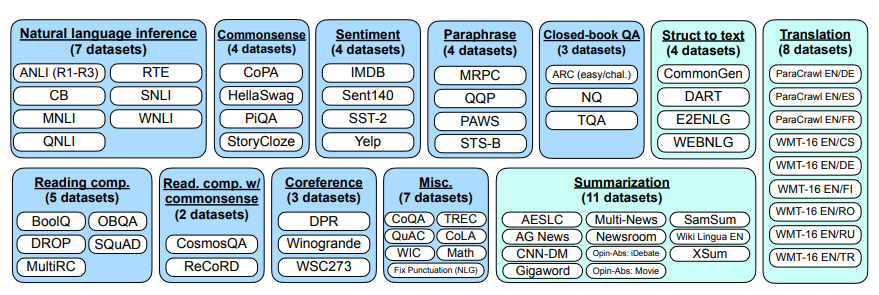 Natural language inference
(7 datasets)
ANLI (R1-R3)
RTE
CB
SNLI
MNLI
WNLI
QNLI
Commonsense
(4 datasets)
CoPA
HellaSwag
PiQA
StoryCloze
Sentiment
(4 datasets)
IMDB
Sent140
SST-2
Yelp
Paraphrase
(4 datasets)
MRPC
QQP
PAWS
STS-B
Closed-book QA
(3 datasets)
ARC (easy/chal.)
NQ
TQA
Struct to text
(4 datasets)
CommonGen
DART
E2ENLG
WEBNLG
Translation
(8 datasets)
ParaCrawl EN/DE
ParaCrawl EN/ES
ParaCrawl EN/FR
WMT-16 EN/CS
WMT-16 EN/DE
WMT-16 EN/FI
WMT-16 EN/RO
WMT-16 EN/RU
WMT-16 EN/TR
Reading comp.
(5 datasets)
BoolQ
OBQA
DROP
SQuAD
MultiRC
Read. comp. w/
commonsense
(2 datasets)
CosmosQA
ReCoRD
Coreference
(3 datasets)
DPR
Winogrande
WSC273
Misc.
(7 datasets)
CoQA
TREC
QuAC
CoLA
WIC
Math
Fix Punctuation (NLG)
Summarization
(11 datasets)
AESLC
Multi-News
SamSum
AG News
Newsroom
Wiki Lingua EN
CNN-DM
Opin-Abs: iDebate
XSum
Gigaword
Opin-Abs: Movie